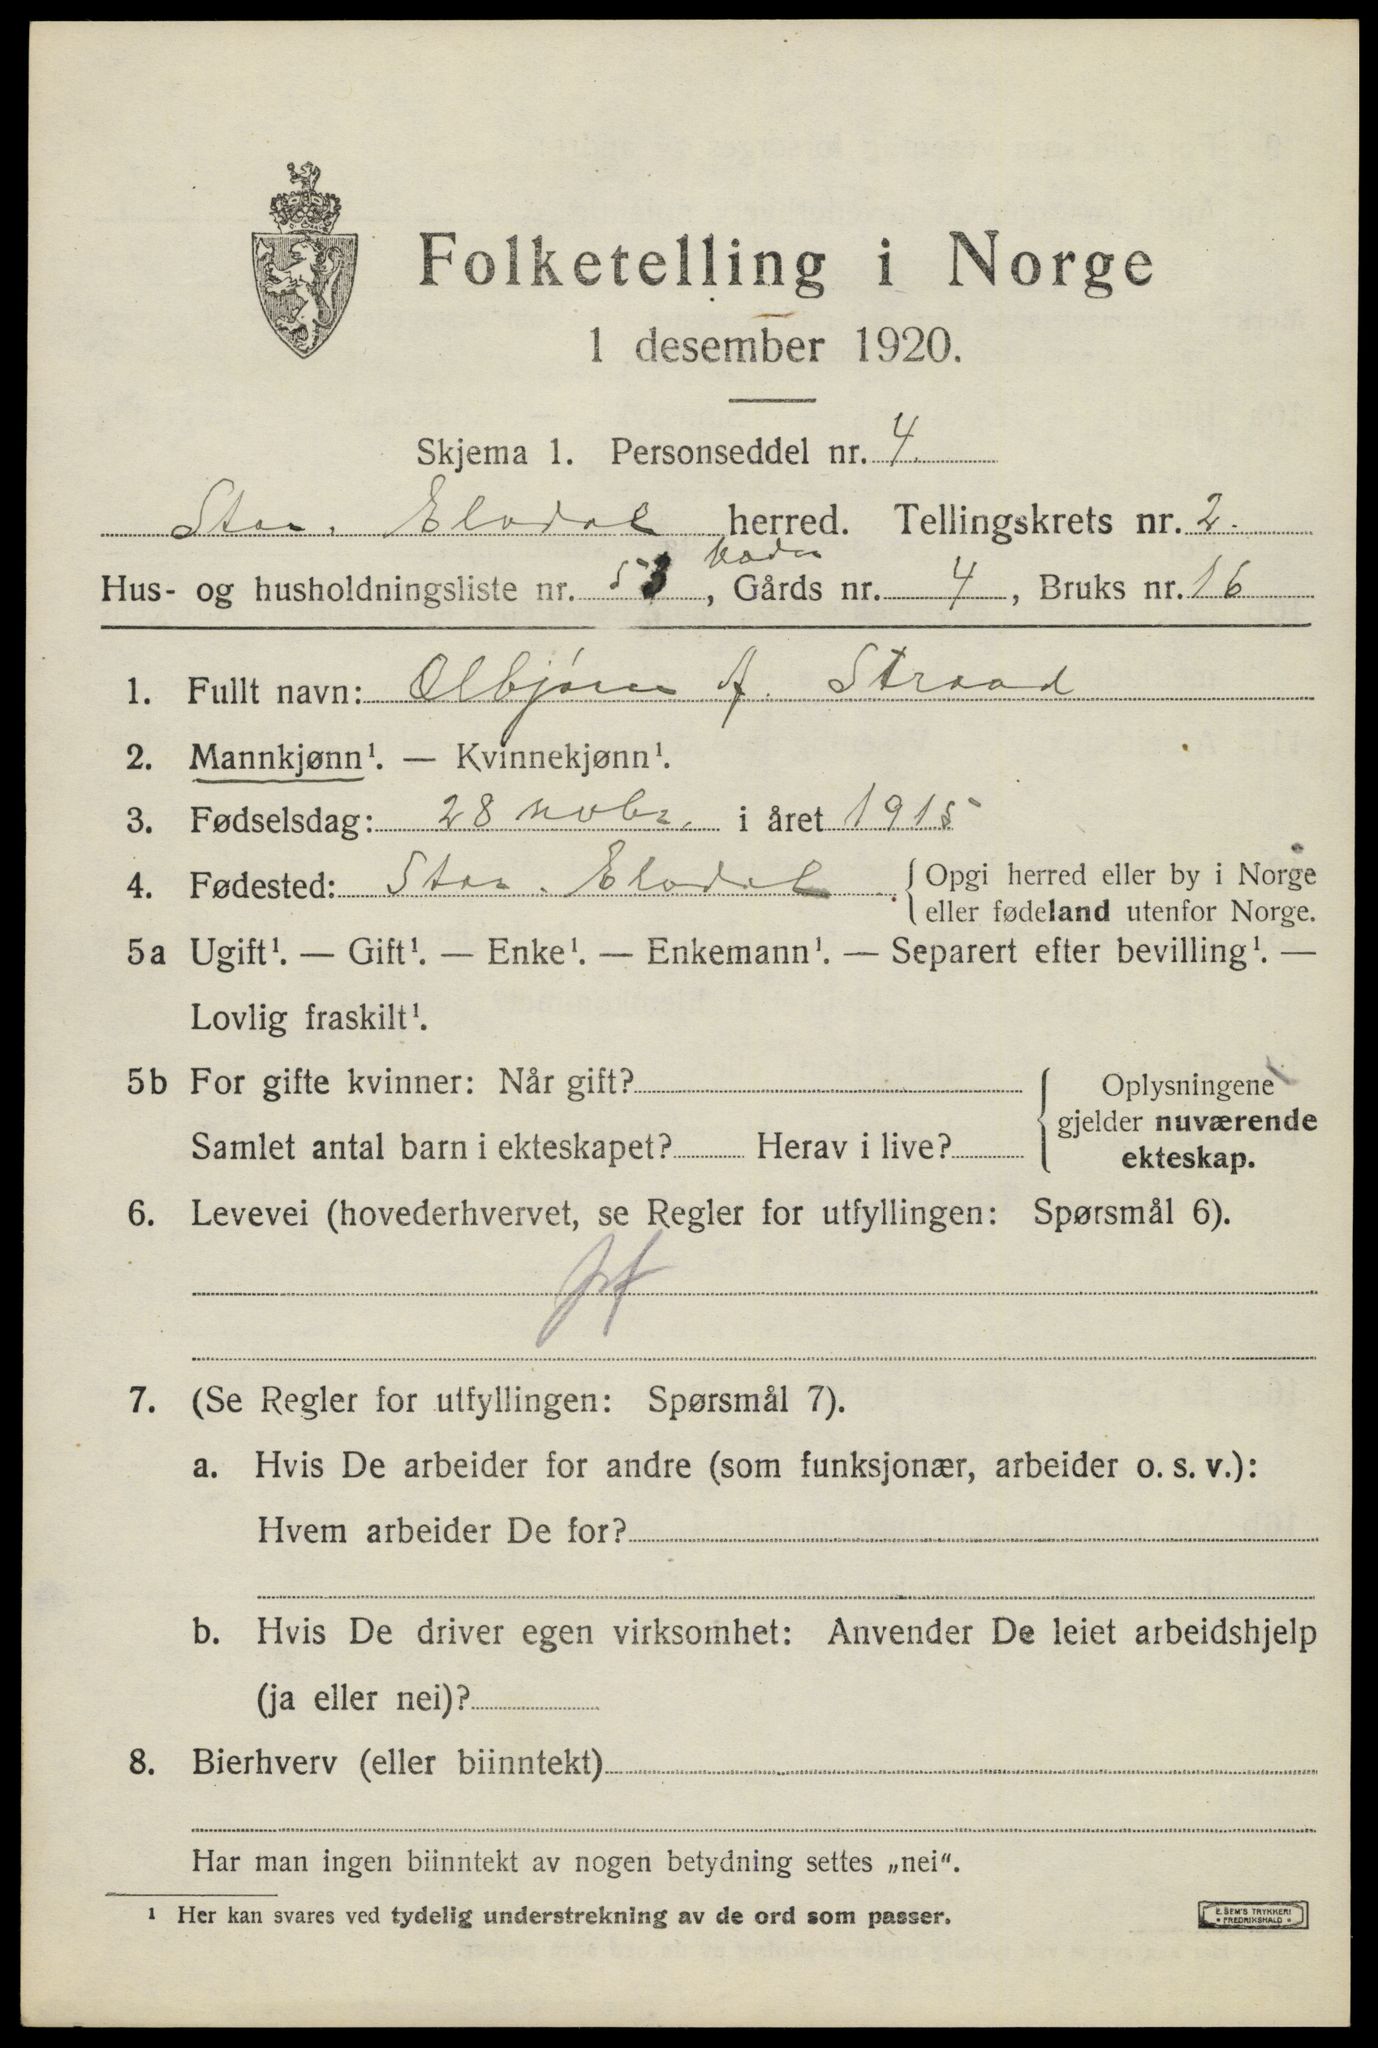 Folketelling i Norge
1 desember 1920.
Skjema 1. Personseddel nr. 4.
Stor. Elvdal herred. Tellingskrets nr. 2.
Hus- og husholdningsliste nr. 53, Gårds nr. 4, Bruks nr. 16
1. Fullt navn: Olbjørn A. Strand
2. Mannkjønn¹. — Kvinnekjønn¹.
3. Fødselsdag: 28 nobr. i året 1915
4. Fødested: Stor. Elvdal {Opgi herred eller by i Norge
eller fødeland utenfor Norge.
5a Ugift¹. — Gift¹. — Enke¹. — Enkemann¹. — Separert efter bevilling¹. —
Lovlig fraskilt¹.
5b For gifte kvinner: Når gift?
Samlet antal barn i ekteskapet? Herav i live?
Oplysningene
gjelder nuværende
ekteskap.
6. Levevei (hovederhvervet, se Regler for utfyllingen: Spørsmål 6).
7. (Se Regler for utfyllingen: Spørsmål 7).
a. Hvis De arbeider for andre (som funksjonær, arbeider o. s. v.):
Hvem arbeider De for?
b. Hvis De driver egen virksomhet: Anvender De leiet arbeidshjelp
(ja eller nei)?
8. Bierhverv (eller biinntekt)
Har man ingen biinntekt av nogen betydning settes „nei“.
¹ Her kan svares ved tydelig understrekning av de ord som passer.
E. SEM'S TRYKKERI
• FREDRIKSHALD •